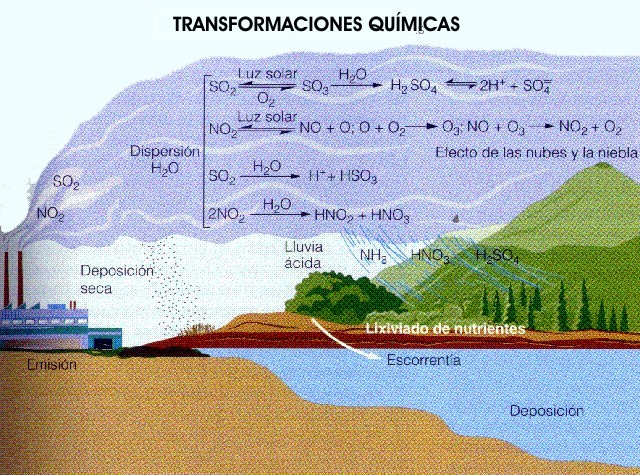 TRANSFORMACIONES QUÍMICAS
SO₂ Luz solar O₂ ⇌ SO₃ H₂O → H₂SO₄ ⇌ 2H⁺ + SO₄⁼
NO₂ Luz solar ⇌ NO + O; O + O₂ → O₃; NO + O₃ → NO₂ + O₂
Efecto de las nubes y la niebla
Dispersión
H₂O
SO₂ H₂O → H⁺ + HSO₃
2NO₂ H₂O → HNO₂ + HNO₃
SO₂
NO₂
Lluvia
ácida
NH₃ HNO₃ H₂SO₄
Deposición
seca
Lixiviado de nutrientes
Escorrentía
Emisión
Deposición